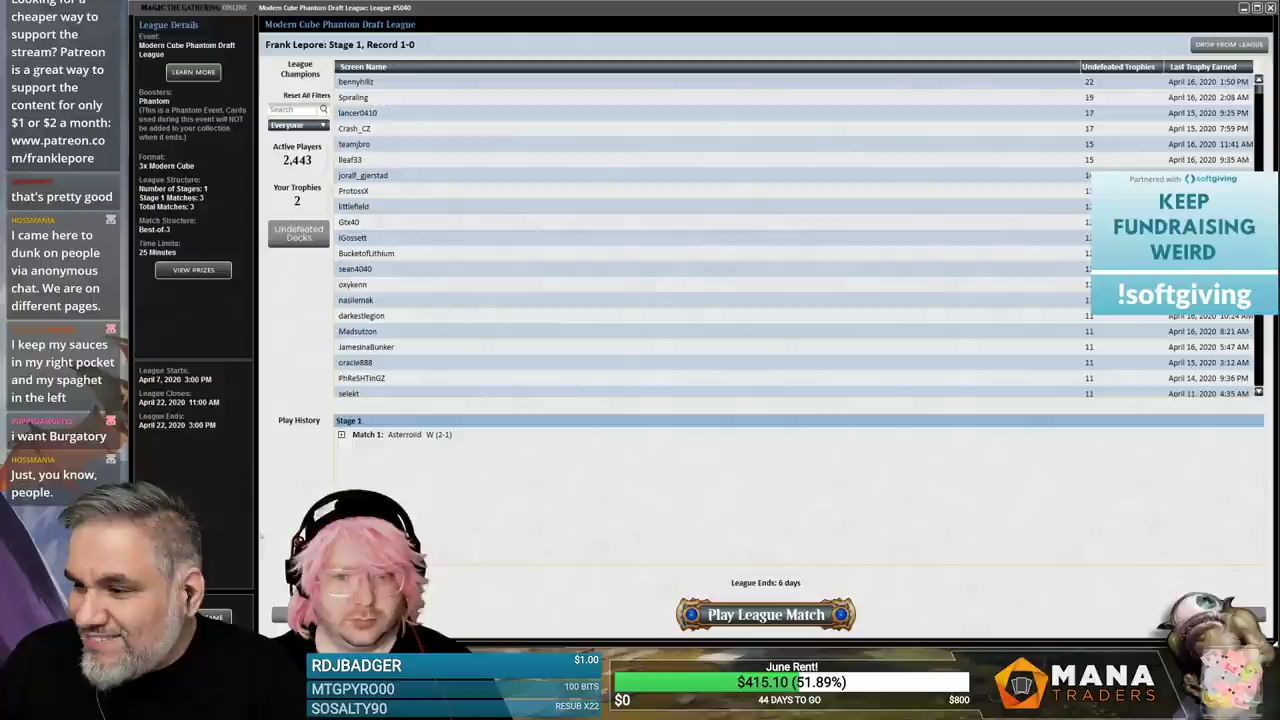 Looking for a
cheaper way to
support the
stream? Patreon
is a great way to
support the
content for only
$1 or $2 a month:
www.patreon.co
m/franklepore
that's pretty good
HOSSMANIA
I came here to
dunk on people
via anonymous
chat. We are on
different pages.
I keep my sauces
in my right pocket
and my spaghet
in the left
i want Burgatory
HOSSMANIA
Just, you know,
people.
MAGIC THE GATHERING ONLINE
Modern Cube Phantom Draft League: League #5040
League Details
Event:
Modern Cube Phantom Draft
League
LEARN MORE
Boosters:
Phantom
(This is a Phantom Event. Cards
used during this event will NOT
be added to your collection
when it ends.)
Format:
3x Modern Cube
League Structure:
Number of Stages: 1
Stage 1 Matches: 3
Total Matches: 3
Match Structure:
Best-of-3
Time Limits:
25 Minutes
VIEW PRIZES
League Starts:
April 7, 2020 3:00 PM
League Closes:
April 22, 2020 11:00 AM
League Ends:
April 22, 2020 3:00 PM
Modern Cube Phantom Draft League
Frank Lepore: Stage 1, Record 1-0
DROP FROM LEAGUE
League
Champions
Reset All Filters
Search
Everyone
Active Players
2,443
Your Trophies
2
Undefeated
Decks
Screen Name Undefeated Trophies Last Trophy Earned
bennyhillz 22 April 16, 2020 1:50 PM
Spiraling 19 April 16, 2020 2:08 AM
lancer0410 17 April 15, 2020 9:25 PM
Crash_CZ 17 April 15, 2020 7:59 PM
teamjbro 15 April 16, 2020 11:41 AM
lleaf33 15 April 16, 2020 9:35 AM
joralf_gjerstad
ProtossX
littlefield
Gtx40
iGossett
BucketofLithium
sean4040
oxykenn
nasilemak
darkestlegion 11 April 16, 2020 10:24 AM
Madsutzon 11 April 16, 2020 8:21 AM
JamesinaBunker 11 April 16, 2020 5:47 AM
oracle888 11 April 15, 2020 3:12 AM
PhReSHTinGZ 11 April 14, 2020 9:36 PM
selekt 11 April 11, 2020 4:35 AM
Partnered with softgiving
KEEP
FUNDRAISING
WEIRD
!softgiving
Play History
Stage 1
Match 1: Asterroiid W (2-1)
League Ends: 6 days
Play League Match
RDJBADGER $1.00
MTGPYRO00 100 BITS
SOSALTY90 RESUB X22
June Rent!
$415.10 (51.89%)
$0 44 DAYS TO GO $800
MANA
TRADERS